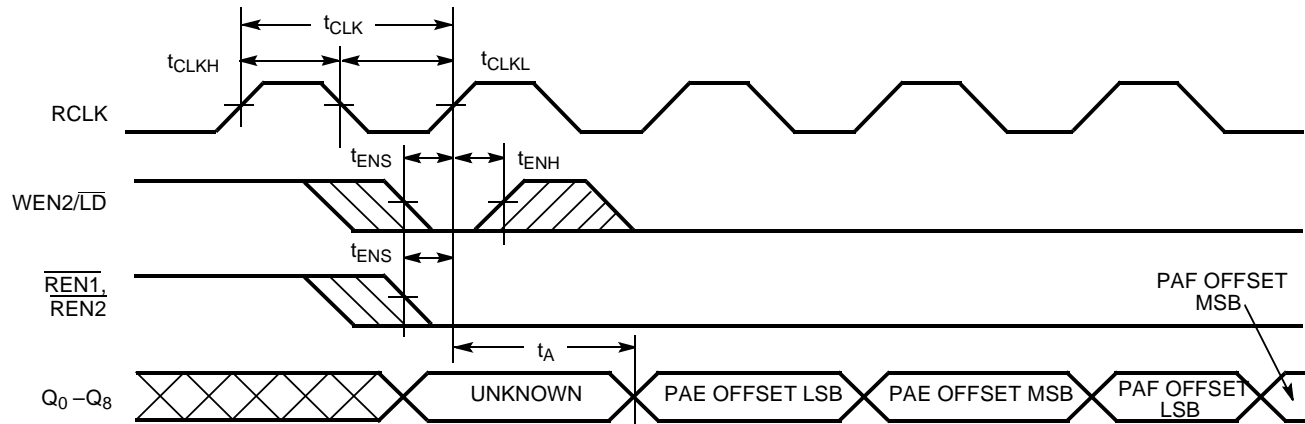 tCLK
tCLKH
tCLKL
RCLK
tENS
tENH
WEN2/LD
tENS
REN1,
REN2
PAF OFFSET
MSB
tA
Q0 –Q8
UNKNOWN
PAE OFFSET LSB
PAE OFFSET MSB
PAF OFFSET
LSB